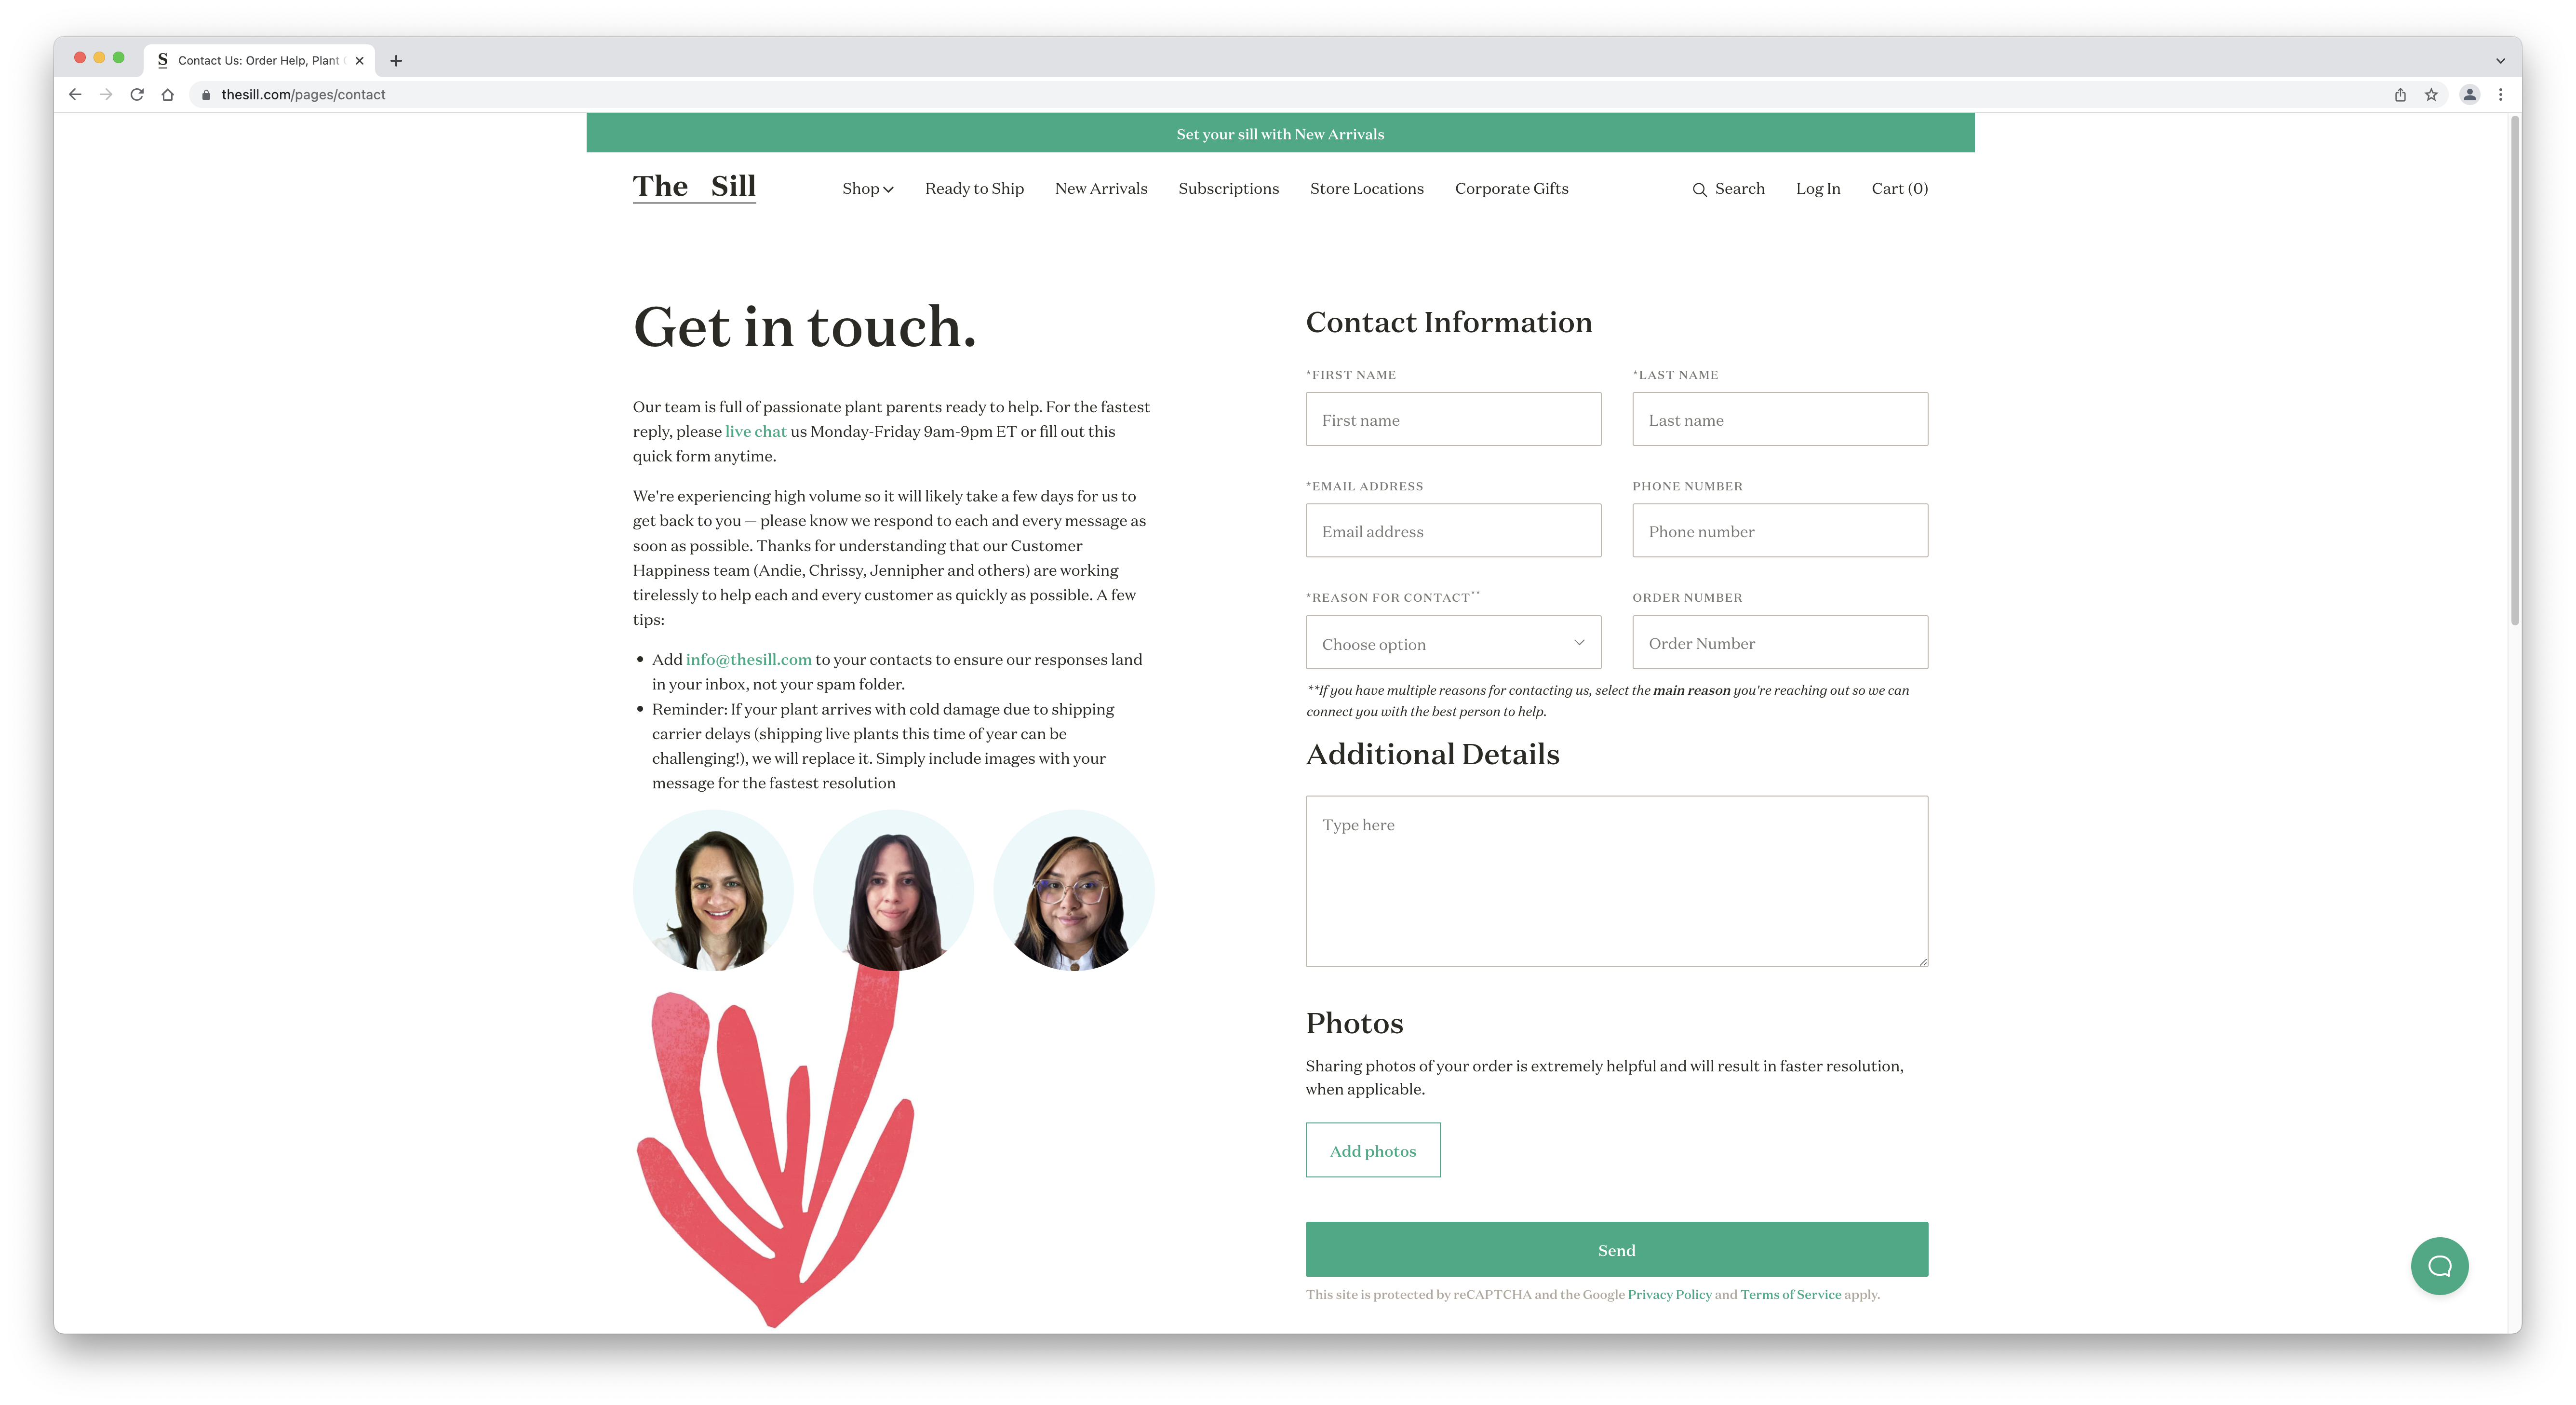 S Contact Us: Order Help, Plant
thesill.com/pages/contact
Set your sill with New Arrivals
The Sill
Shop Ready to Ship New Arrivals Subscriptions Store Locations Corporate Gifts
Search Log In Cart (0)
Get in touch.
Our team is full of passionate plant parents ready to help. For the fastest
reply, please live chat us Monday-Friday 9am-9pm ET or fill out this
quick form anytime.
We're experiencing high volume so it will likely take a few days for us to
get back to you — please know we respond to each and every message as
soon as possible. Thanks for understanding that our Customer
Happiness team (Andie, Chrissy, Jennipher and others) are working
tirelessly to help each and every customer as quickly as possible. A few
tips:
• Add info@thesill.com to your contacts to ensure our responses land
in your inbox, not your spam folder.
• Reminder: If your plant arrives with cold damage due to shipping
carrier delays (shipping live plants this time of year can be
challenging!), we will replace it. Simply include images with your
message for the fastest resolution
Contact Information
*FIRST NAME *LAST NAME
First name Last name
*EMAIL ADDRESS PHONE NUMBER
Email address Phone number
*REASON FOR CONTACT** ORDER NUMBER
Choose option Order Number
**If you have multiple reasons for contacting us, select the main reason you're reaching out so we can
connect you with the best person to help.
Additional Details
Type here
Photos
Sharing photos of your order is extremely helpful and will result in faster resolution,
when applicable.
Add photos
Send
This site is protected by reCAPTCHA and the Google Privacy Policy and Terms of Service apply.